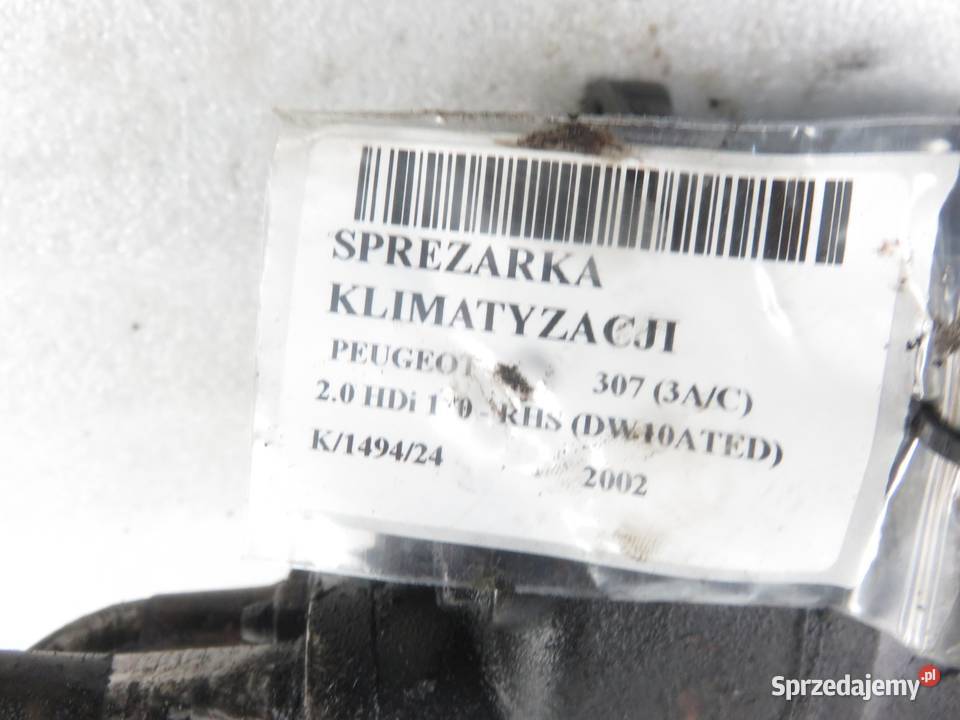 SPREZARKA
KLIMATYZACJI
PEUGEOT 307 (3A/C)
2.0 HDi - RHS (DW10ATED)
K/1494/24 2002
Sprzedajemy.pl